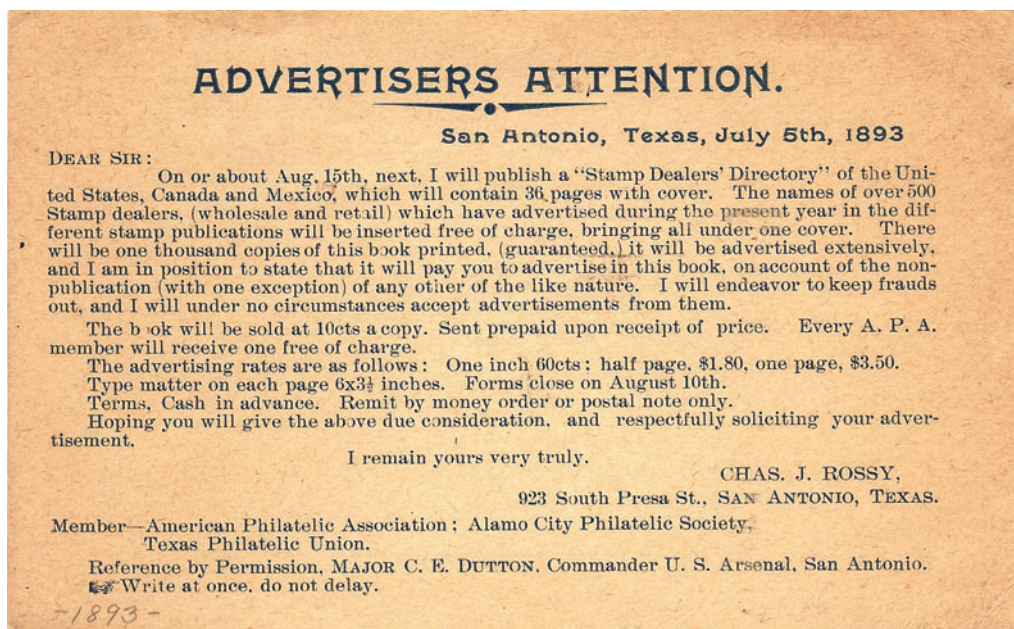 ADVERTISERS ATTENTION.
San Antonio, Texas, July 5th, 1893
DEAR SIR:
On or about Aug. 15th, next, I will publish a "Stamp Dealers' Directory" of the Uni-
ted States, Canada and Mexico, which will contain 36 pages with cover. The names of over 500
Stamp dealers, (wholesale and retail) which have advertised during the present year in the dif-
ferent stamp publications will be inserted free of charge, bringing all under one cover. There
will be one thousand copies of this book printed, (guaranteed,) it will be advertised extensively,
and I am in position to state that it will pay you to advertise in this book, on account of the non-
publication (with one exception) of any other of the like nature. I will endeavor to keep frauds
out, and I will under no circumstances accept advertisements from them.
The book will be sold at 10cts a copy. Sent prepaid upon receipt of price. Every A. P. A.
member will receive one free of charge.
The advertising rates are as follows: One inch 60cts; half page, $1.80, one page, $3.50.
Type matter on each page 6x3½ inches. Forms close on August 10th.
Terms, Cash in advance. Remit by money order or postal note only.
Hoping you will give the above due consideration, and respectfully soliciting your adver-
tisement,
I remain yours very truly.
CHAS. J. ROSSY,
923 South Presa St., SAN ANTONIO, TEXAS.
Member—American Philatelic Association; Alamo City Philatelic Society,
Texas Philatelic Union.
Reference by Permission, MAJOR C. E. DUTTON, Commander U. S. Arsenal, San Antonio.
☞Write at once, do not delay.
-1893-